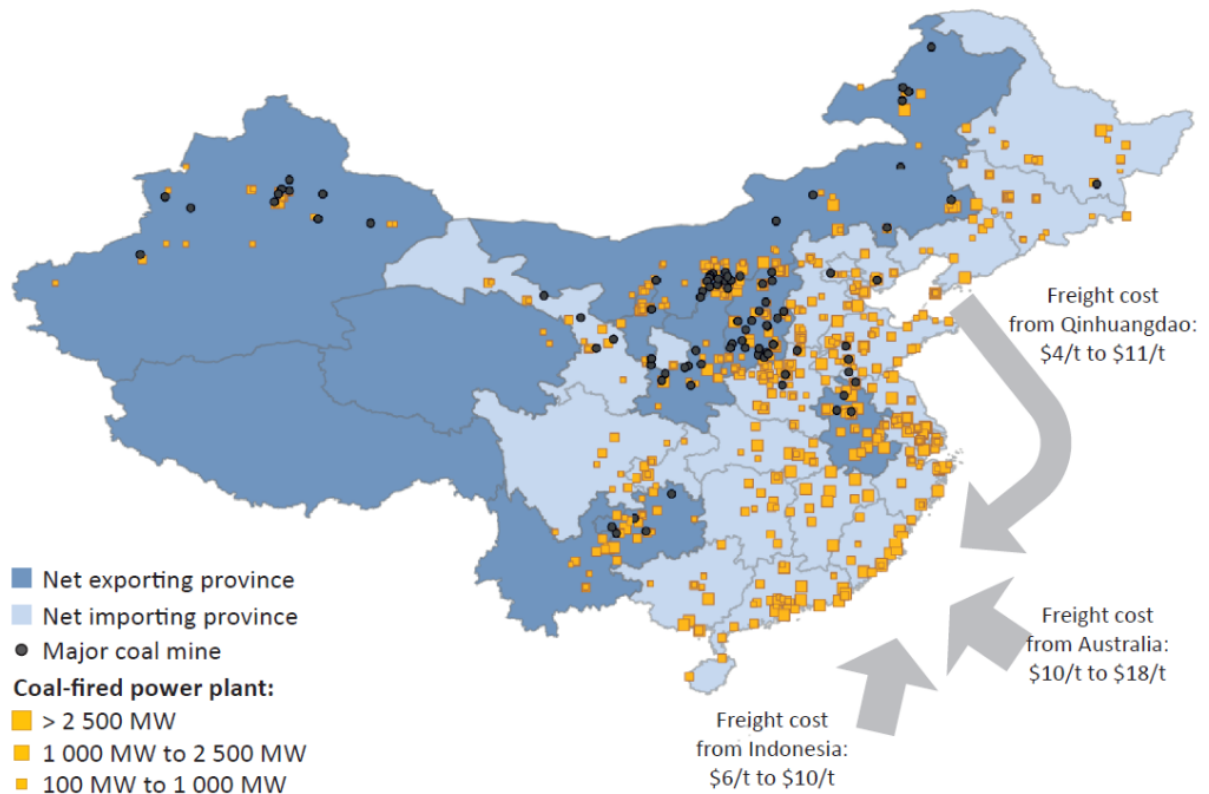 Freight cost
from Qinhuangdao:
$4/t to $11/t
Net exporting province
Net importing province
Major coal mine
Coal-fired power plant:
> 2 500 MW
1 000 MW to 2 500 MW
100 MW to 1 000 MW
Freight cost
from Australia:
$10/t to $18/t
Freight cost
from Indonesia:
$6/t to $10/t